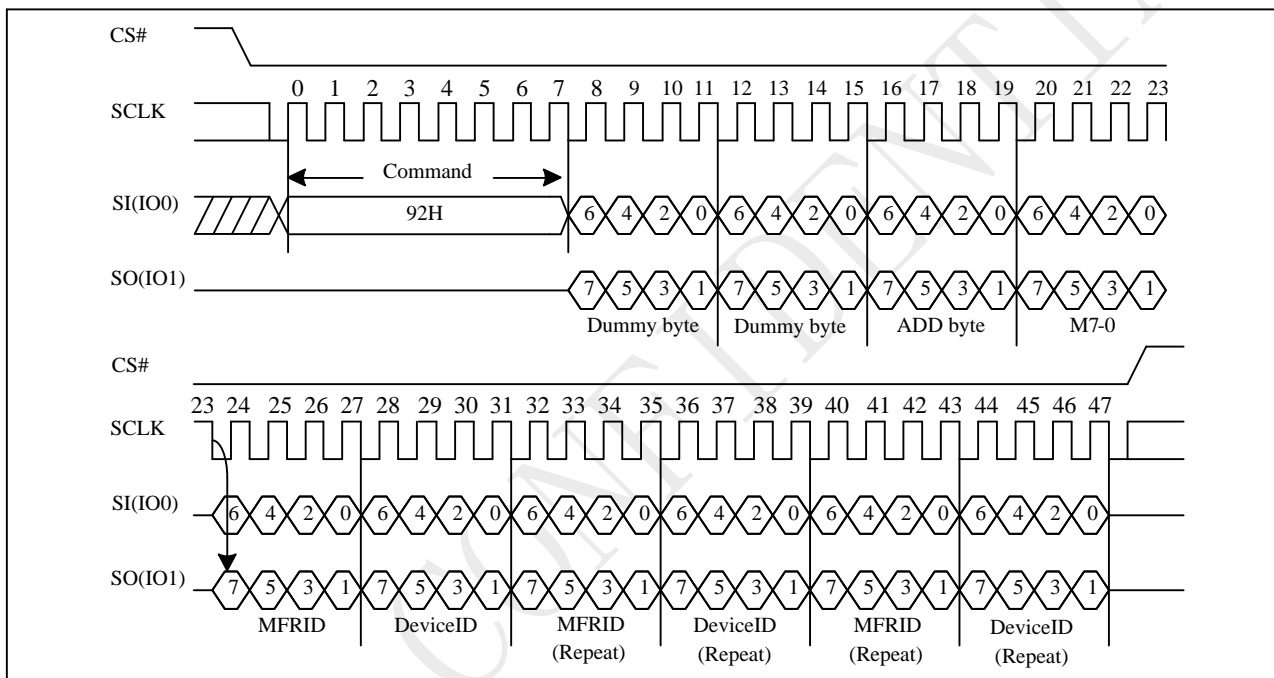 CS#
0 1 2 3 4 5 6 7 8 9 10 11 12 13 14 15 16 17 18 19 20 21 22 23
SCLK
Command
SI(IO0) 92H 6 4 2 0 6 4 2 0 6 4 2 0 6 4 2 0
SO(IO1) 7 5 3 1 7 5 3 1 7 5 3 1 7 5 3 1
Dummy byte Dummy byte ADD byte M7-0
CS#
23 24 25 26 27 28 29 30 31 32 33 34 35 36 37 38 39 40 41 42 43 44 45 46 47
SCLK
SI(IO0) 6 4 2 0 6 4 2 0 6 4 2 0 6 4 2 0 6 4 2 0 6 4 2 0
SO(IO1) 7 5 3 1 7 5 3 1 7 5 3 1 7 5 3 1 7 5 3 1 7 5 3 1
MFRID DeviceID MFRID DeviceID MFRID DeviceID
(Repeat) (Repeat) (Repeat) (Repeat)
CONFIDENTI